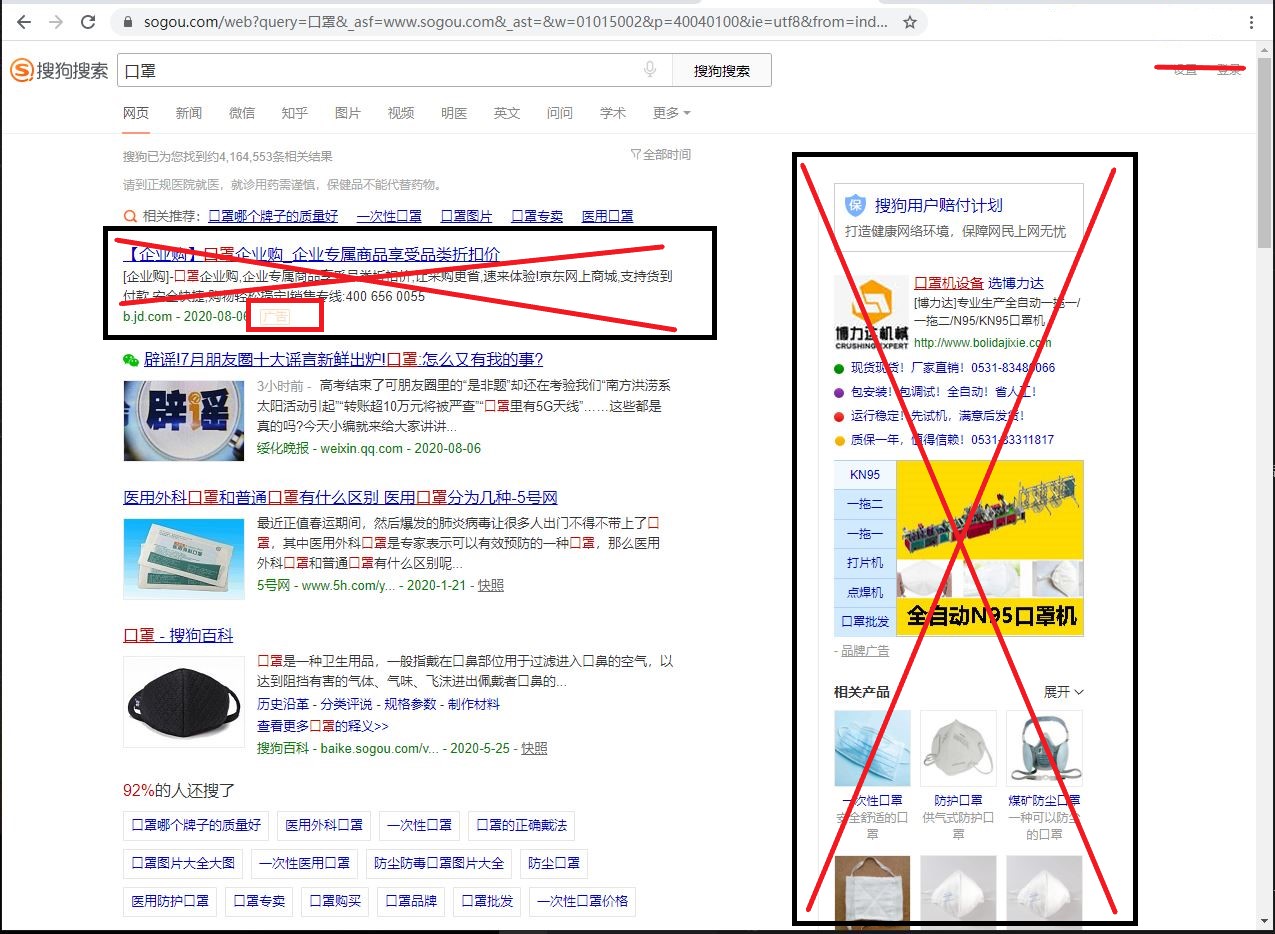 sogou.com/web?query=口罩&_asf=www.sogou.com&_ast=&w=01015002&p=40040100&ie=utf8&from=ind...
搜狗搜索
口罩
搜狗搜索
设置 登录
网页 新闻 微信 知乎 图片 视频 明医 英文 问问 学术 更多
搜狗已为您找到约4,164,553条相关结果
全部时间
请到正规医院就医，就诊用药需谨慎，保健品不能代替药物。
相关推荐： 口罩哪个牌子的质量好 一次性口罩 口罩图片 口罩专卖 医用口罩
【企业购】口罩企业购_企业专属商品享受品类折扣价
[企业购]-口罩企业购,企业专属商品享受品类折扣价,让采购更省,速来体验!京东网上商城,支持货到
付款,安全快捷,购物轻松搞定!销售专线:400 656 0055
b.jd.com - 2020-08-06 广告
辟谣!7月朋友圈十大谣言新鲜出炉!口罩:怎么又有我的事?
辟谣
3小时前 - 高考结束了可朋友圈里的“是非题”却还在考验我们“南方洪涝系
太阳活动引起”“转账超10万元将被严查”“口罩里有5G天线”……这些都是
真的吗?今天小编就来给大家讲讲...
绥化晚报 - weixin.qq.com - 2020-08-06
医用外科口罩和普通口罩有什么区别 医用口罩分为几种-5号网
最近正值春运期间，然后爆发的肺炎病毒让很多人出门不得不带上了口
罩，其中医用外科口罩是专家表示可以有效预防的一种口罩，那么医用
外科口罩和普通口罩有什么区别呢...
5号网 - www.5h.com/y... - 2020-1-21 - 快照
口罩 - 搜狗百科
口罩是一种卫生用品，一般指戴在口鼻部位用于过滤进入口鼻的空气，以
达到阻挡有害的气体、气味、飞沫进出佩戴者口鼻的...
历史沿革 - 分类评说 - 规格参数 - 制作材料
查看更多口罩的释义>>
搜狗百科 - baike.sogou.com/v... - 2020-5-25 - 快照
92%的人还搜了
口罩哪个牌子的质量好 医用外科口罩 一次性口罩 口罩的正确戴法
口罩图片大全大图 一次性医用口罩 防尘防毒口罩图片大全 防尘口罩
医用防护口罩 口罩专卖 口罩购买 口罩品牌 口罩批发 一次性口罩价格
保 搜狗用户赔付计划
打造健康网络环境，保障网民上网无忧
博力达机械
CRUSHING EXPERT
口罩机设备 选博力达
[博力达]专业生产全自动一拖一/
一拖二/N95/KN95口罩机
http://www.bolidajixie.com
现货现货！厂家直销！0531-83480066
包安装！包调试！全自动！省人工！
运行稳定！先试机，满意后发货！
质保一年，值得信赖！0531-83311817
KN95
一拖二
一拖一
打片机
点焊机
口罩批发
全自动N95口罩机
- 品牌广告
相关产品 展开
一次性口罩 防护口罩 煤矿防尘口罩
安全舒适的口 供气式防护口 一种可以防尘
罩 罩 的口罩